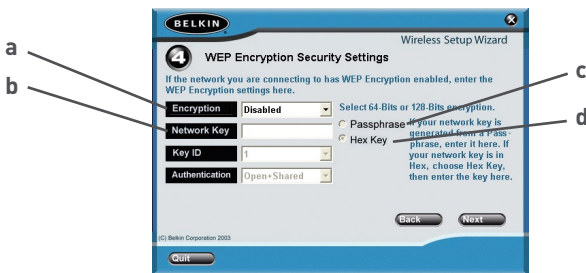 BELKIN
Wireless Setup Wizard
4 WEP Encryption Security Settings
If the network you are connecting to has WEP Encryption enabled, enter the
WEP Encryption settings here.
a
Encryption Disabled Select 64-Bits or 128-Bits encryption.
b
Network Key
Passphrase
c
Hex Key
d
If your network key is
generated from a Pass-
phrase, enter it here. If
your network key is in
Hex, choose Hex Key,
then enter the key here.
Key ID 1
Authentication Open+Shared
Back Next
(C) Belkin Corporation 2003
Quit